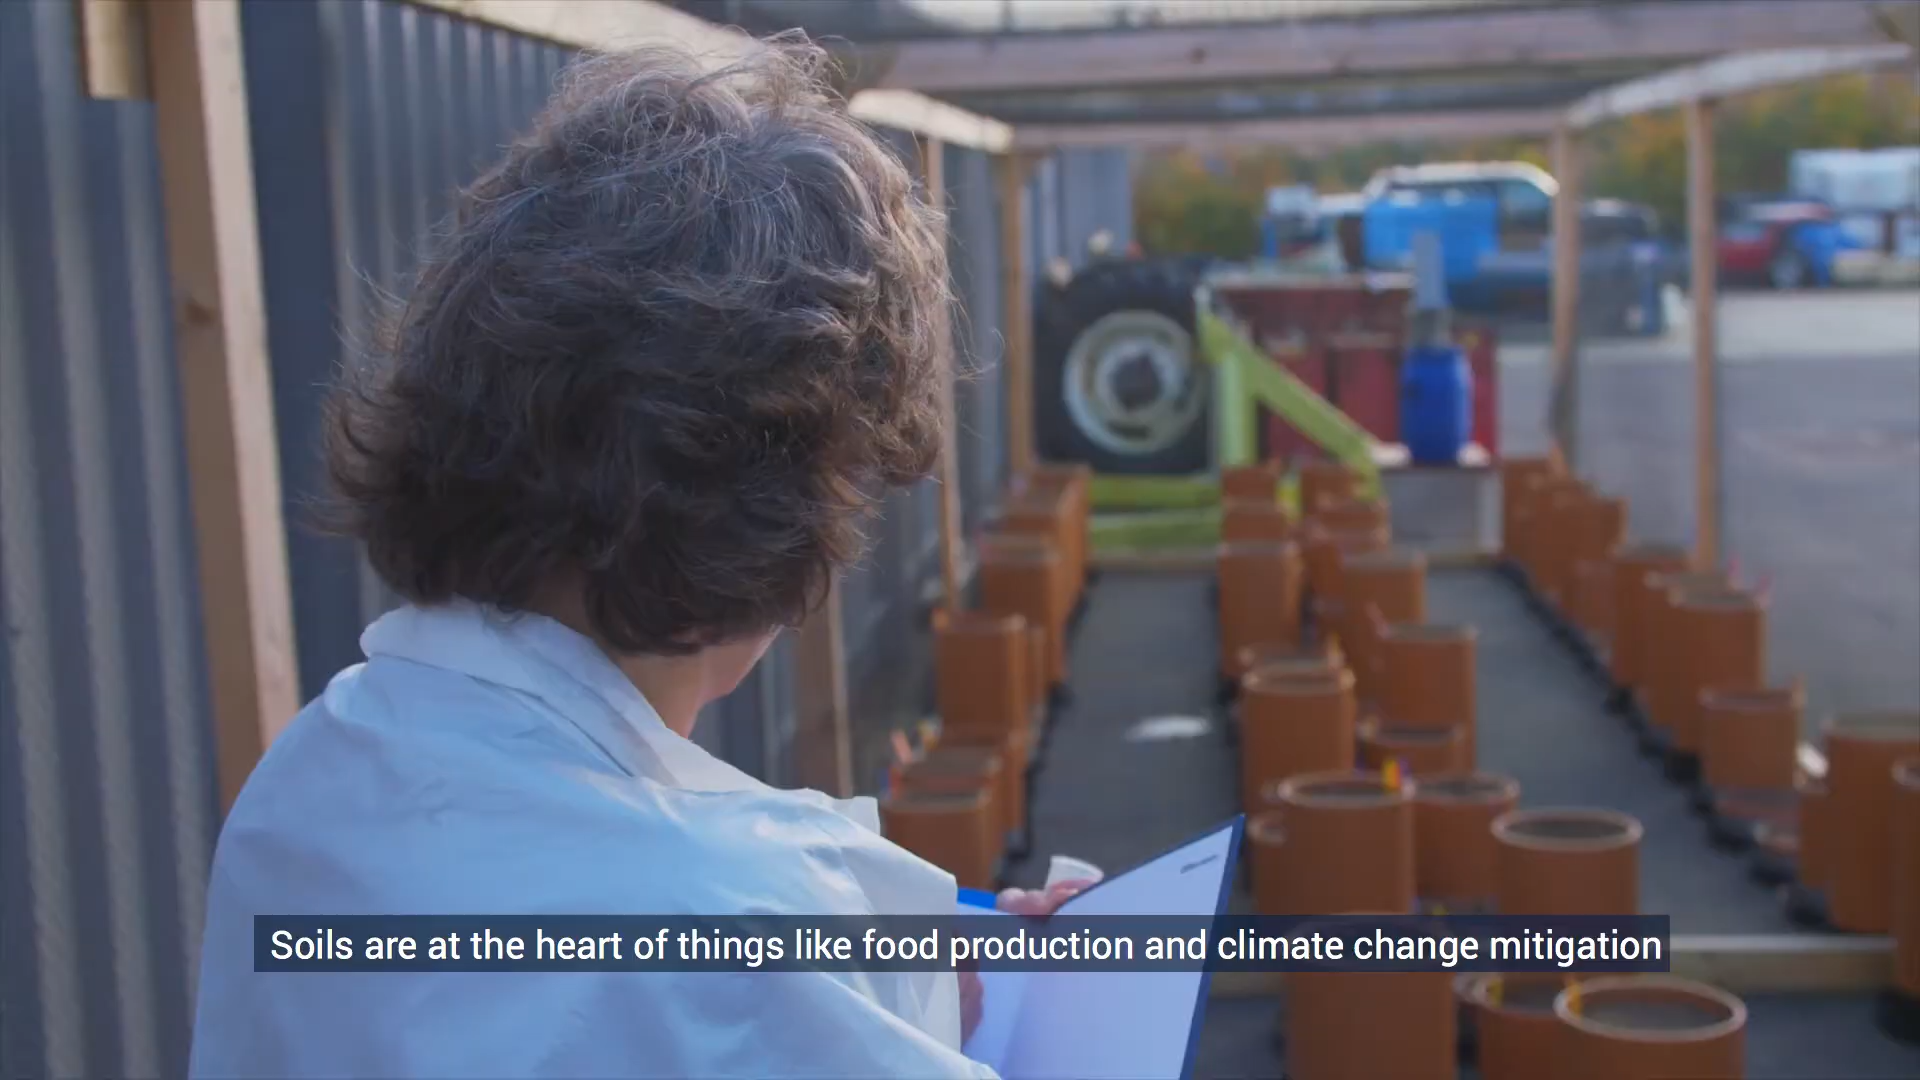 Soils are at the heart of things like food production and climate change mitigation